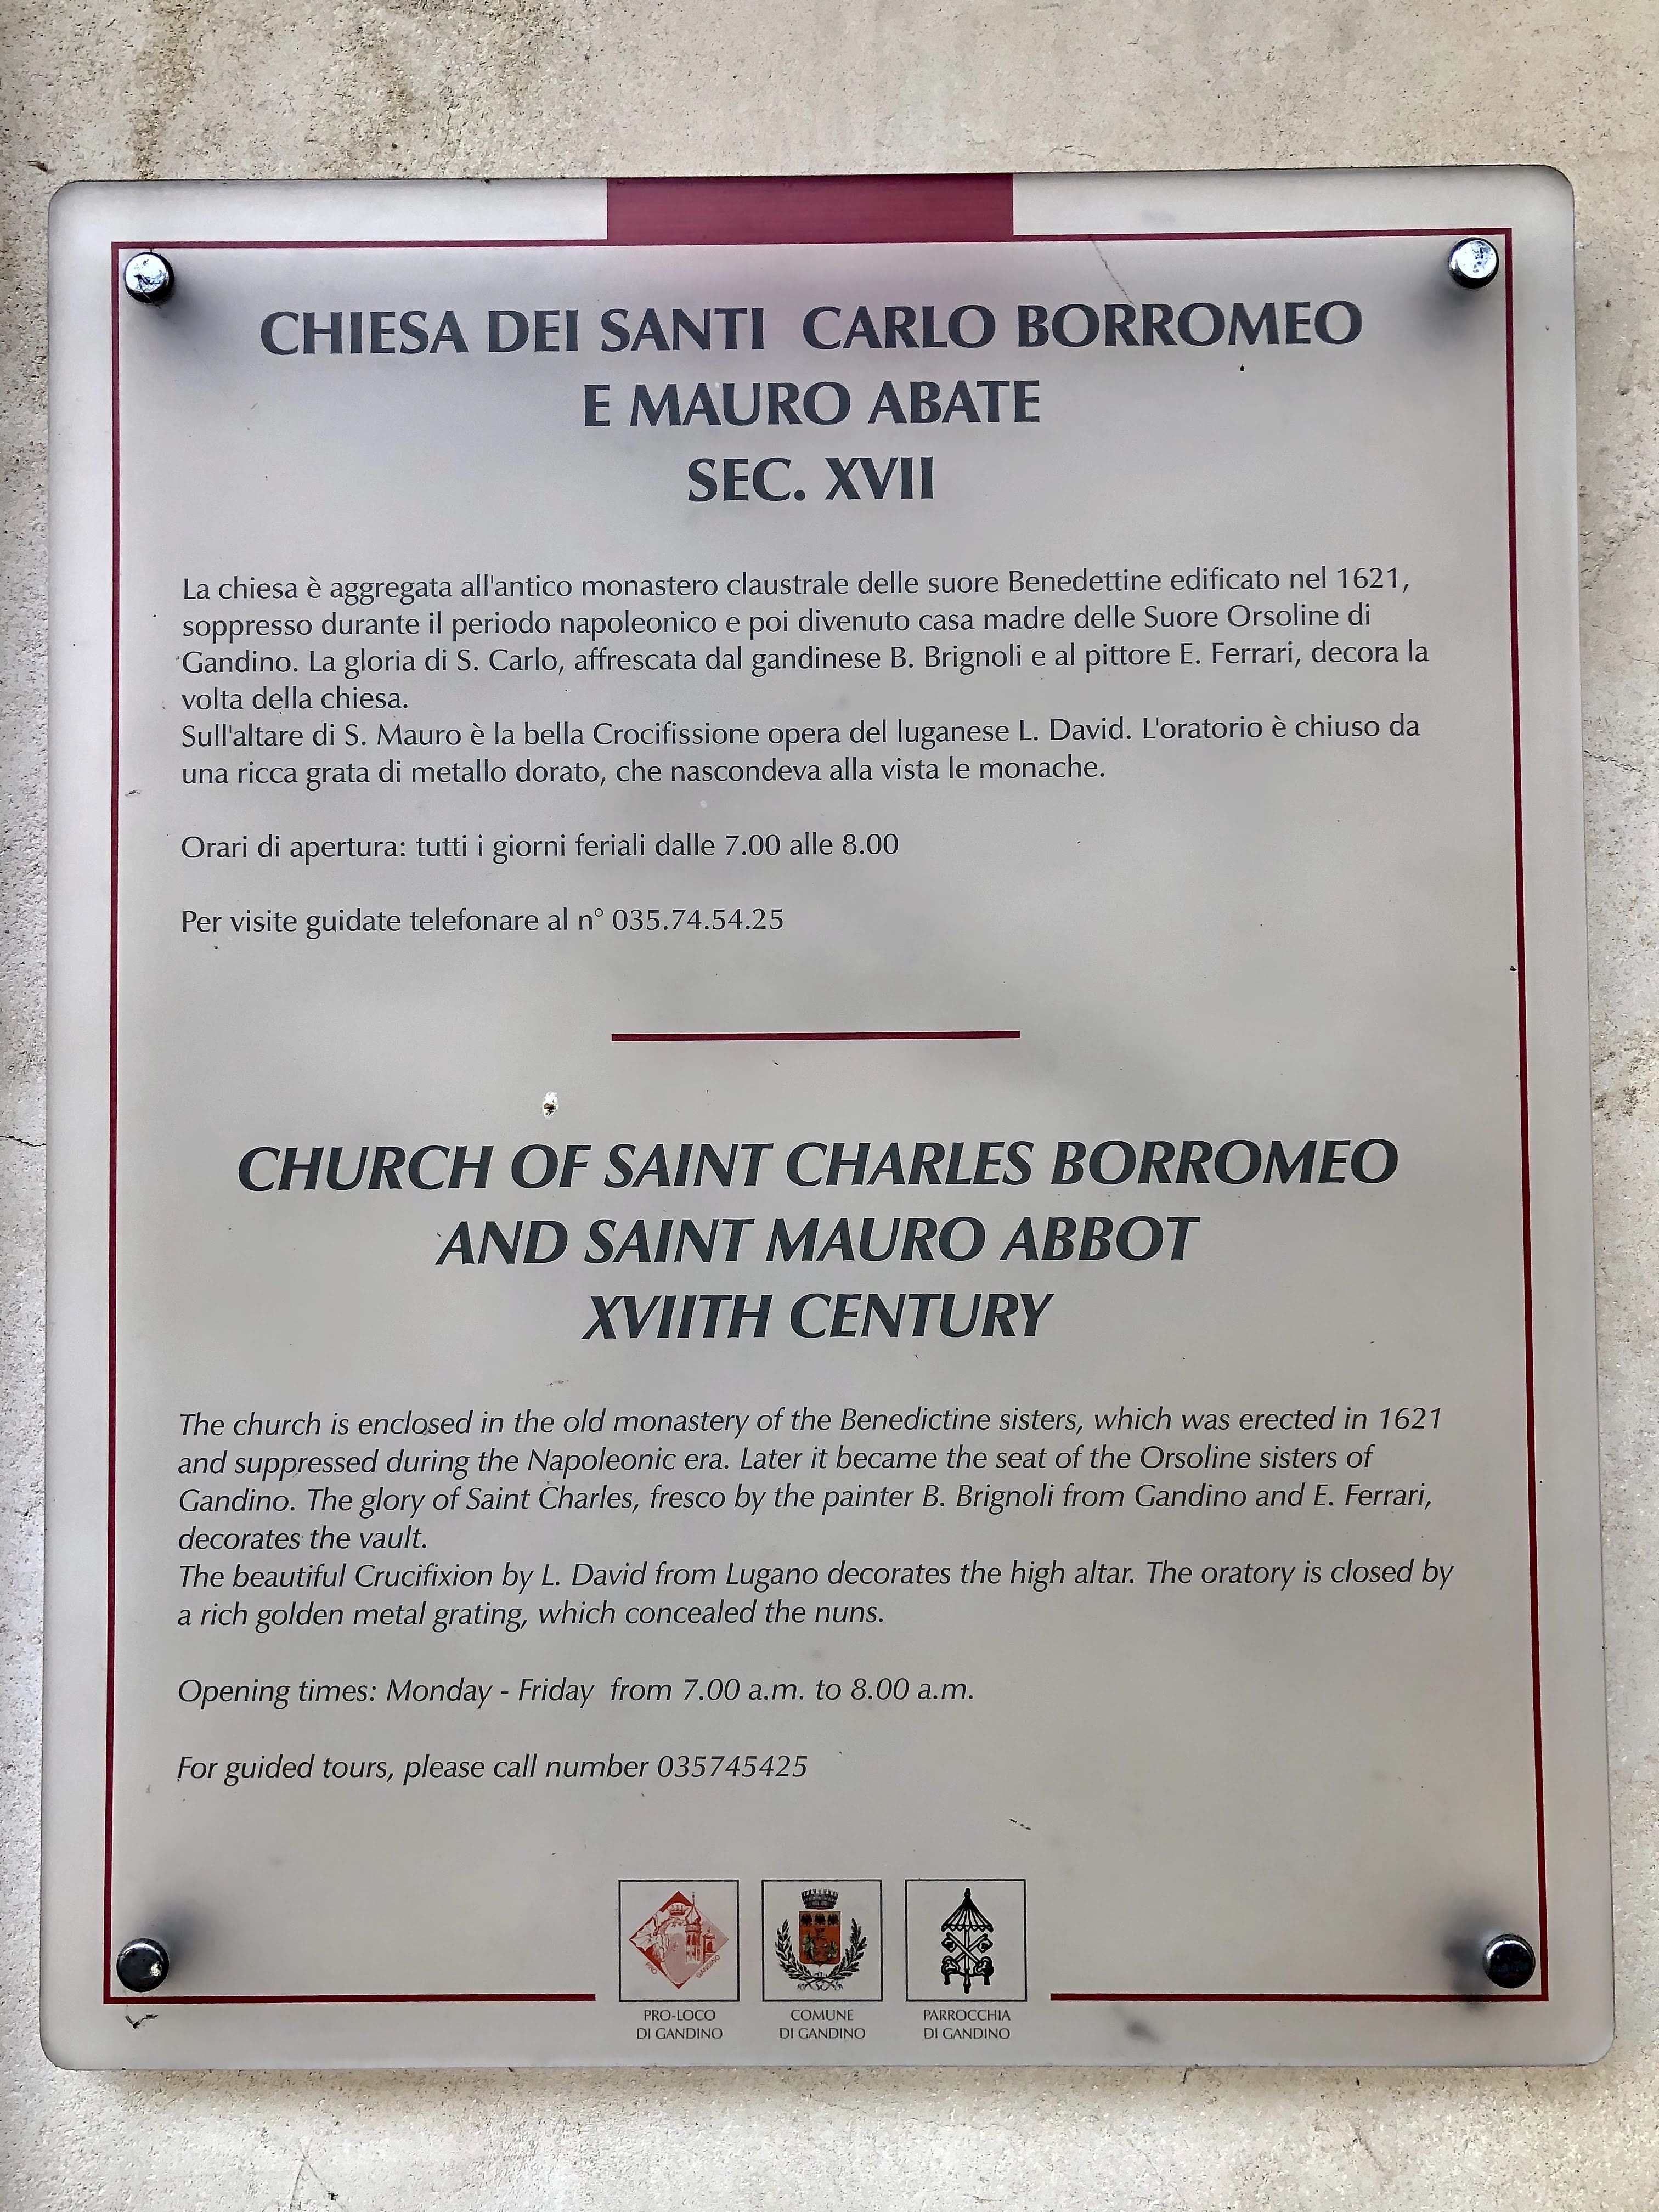 CHIESA DEI SANTI CARLO BORROMEO
E MAURO ABATE
SEC. XVII
La chiesa è aggregata all'antico monastero claustrale delle suore Benedettine edificato nel 1621,
soppresso durante il periodo napoleonico e poi divenuto casa madre delle Suore Orsoline di
Gandino. La gloria di S. Carlo, affrescata dal gandinese B. Brignoli e al pittore E. Ferrari, decora la
volta della chiesa.
Sull'altare di S. Mauro è la bella Crocifissione opera del luganese L. David. L'oratorio è chiuso da
una ricca grata di metallo dorato, che nascondeva alla vista le monache.
Orari di apertura: tutti i giorni feriali dalle 7.00 alle 8.00
Per visite guidate telefonare al n° 035.74.54.25
CHURCH OF SAINT CHARLES BORROMEO
AND SAINT MAURO ABBOT
XVIITH CENTURY
The church is enclosed in the old monastery of the Benedictine sisters, which was erected in 1621
and suppressed during the Napoleonic era. Later it became the seat of the Orsoline sisters of
Gandino. The glory of Saint Charles, fresco by the painter B. Brignoli from Gandino and E. Ferrari,
decorates the vault.
The beautiful Crucifixion by L. David from Lugano decorates the high altar. The oratory is closed by
a rich golden metal grating, which concealed the nuns.
Opening times: Monday - Friday from 7.00 a.m. to 8.00 a.m.
For guided tours, please call number 035745425
PRO GANDINO
PRO-LOCO
DI GANDINO
COMUNE
DI GANDINO
PARROCCHIA
DI GANDINO